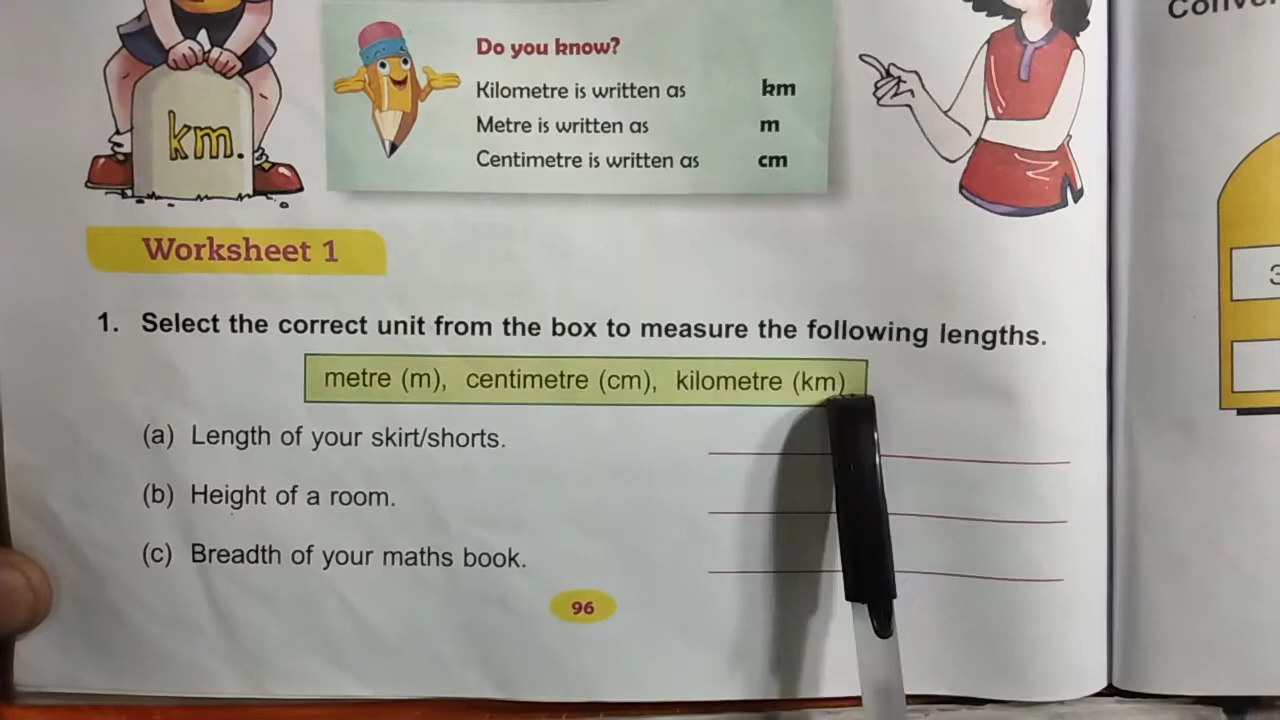 km.
Do you know?
Kilometre is written as km
Metre is written as m
Centimetre is written as cm
Worksheet 1
1. Select the correct unit from the box to measure the following lengths.
metre (m), centimetre (cm), kilometre (km)
(a) Length of your skirt/shorts.
(b) Height of a room.
(c) Breadth of your maths book.
96